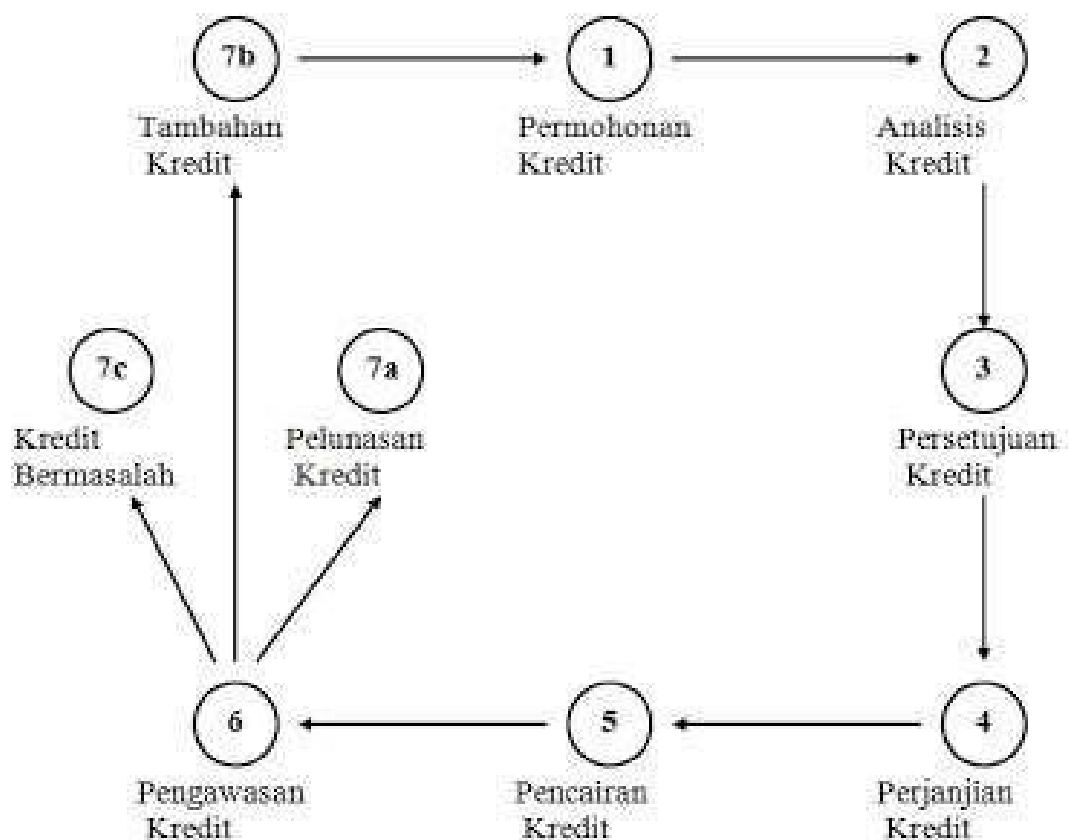 7b
Tambahan
Kredit
1
Permohonan
Kredit
2
Analisis
Kredit
7c
Kredit
Bermasalah
7a
Pelunasan
Kredit
3
Persetujuan
Kredit
6
Pengawasan
Kredit
5
Pencairan
Kredit
4
Perjanjian
Kredit